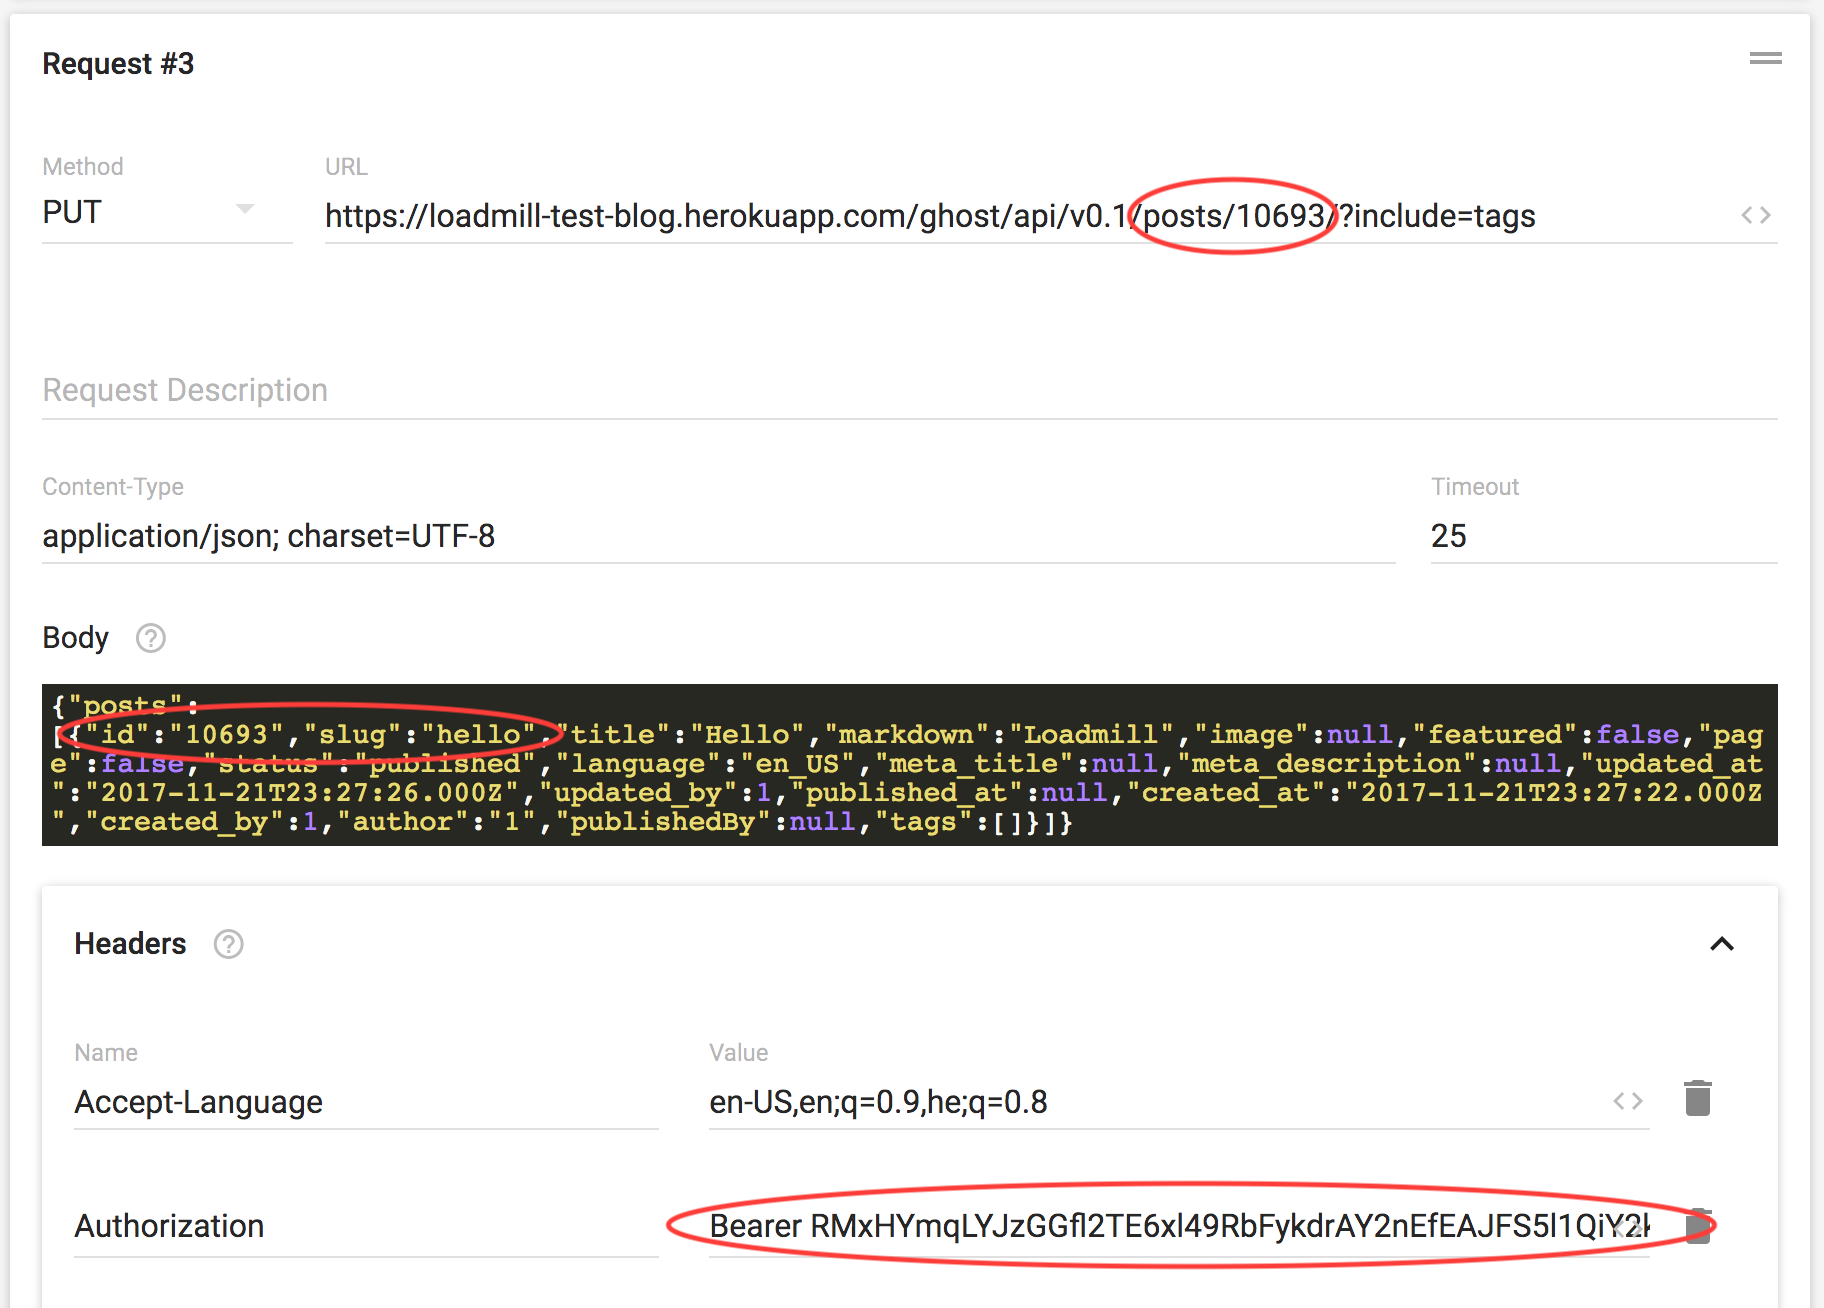 Request #3
Method
URL
PUT
https://loadmill-test-blog.herokuapp.com/ghost/api/v0.1/posts/10693/?include=tags
Request Description
Content-Type
Timeout
application/json; charset=UTF-8
25
Body
{"posts":
[{"id":"10693","slug":"hello","title":"Hello","markdown":"Loadmill","image":null,"featured":false,"pag
e":false,"status":"published","language":"en_US","meta_title":null,"meta_description":null,"updated_at
":"2017-11-21T23:27:26.000Z","updated_by":1,"published_at":null,"created_at":"2017-11-21T23:27:22.000Z
","created_by":1,"author":"1","publishedBy":null,"tags":[]}]}
Headers
Name
Value
Accept-Language
en-US,en;q=0.9,he;q=0.8
Authorization
Bearer RMxHYmqLYJzGGfl2TE6xl49RbFykdrAY2nEfEAJFS5l1QiY2